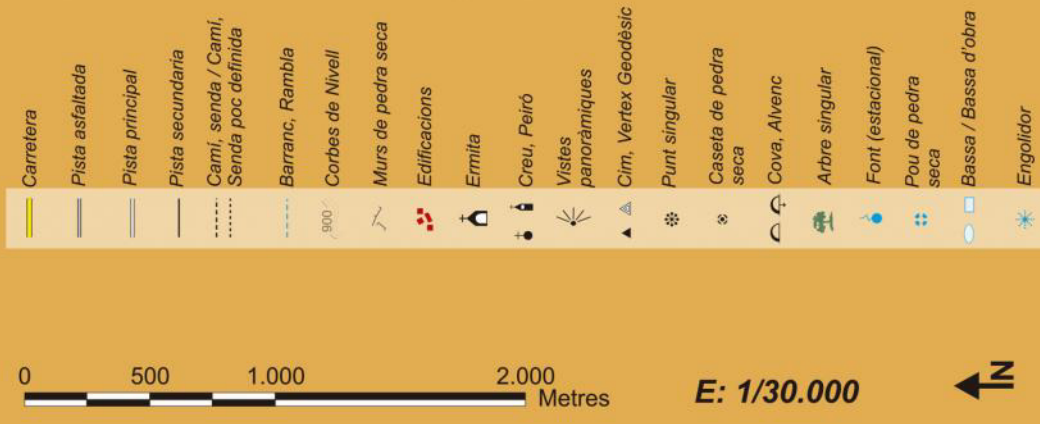 Carretera
Pista asfaltada
Pista principal
Pista secundaria
Camí, senda / Camí,
Senda poc definida
Barranc, Rambla
Corbes de Nivell
Murs de pedra seca
Edificacions
Ermita
Creu, Peiró
Vistes
panoràmiques
Cim, Vertex Geodèsic
Punt singular
Caseta de pedra
seca
Cova, Alvenc
Arbre singular
Font (estacional)
Pou de pedra
seca
Bassa / Bassa d'obra
Engolidor
900
0 500 1.000 2.000
Metres
E: 1/30.000
N